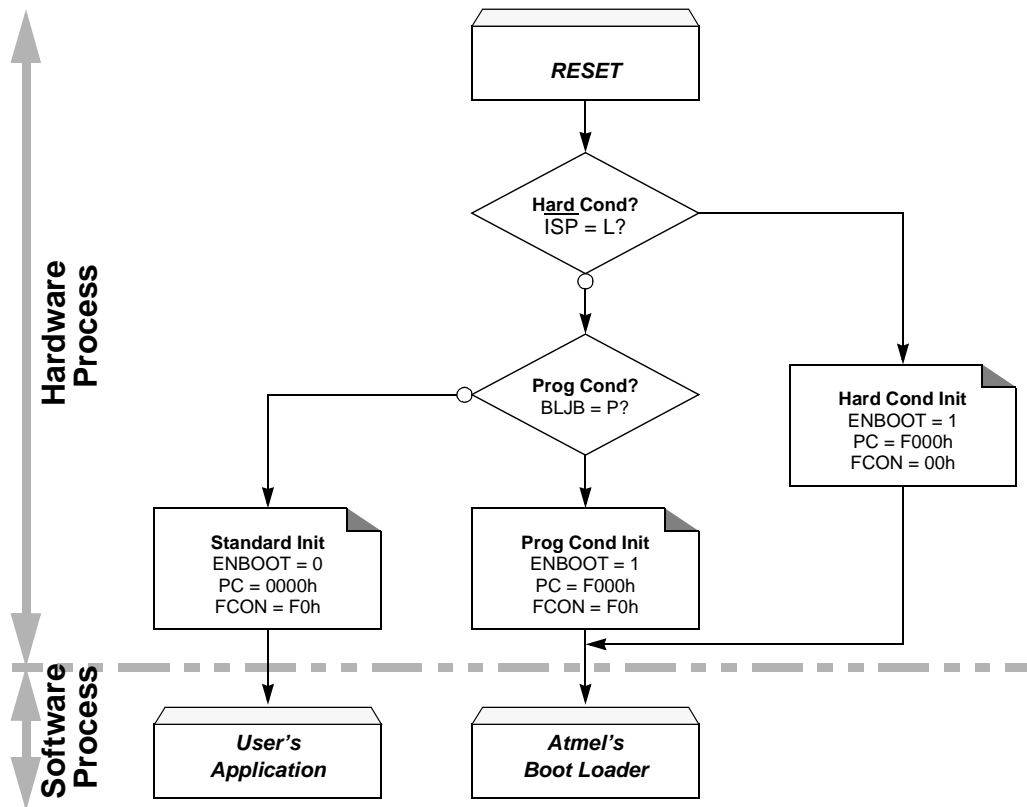 RESET
Hard Cond?
ISP = L?
Hardware
Process
Prog Cond?
BLJB = P?
Hard Cond Init
ENBOOT = 1
PC = F000h
FCON = 00h
Standard Init
ENBOOT = 0
PC = 0000h
FCON = F0h
Prog Cond Init
ENBOOT = 1
PC = F000h
FCON = F0h
Software
Process
User's
Application
Atmel's
Boot Loader